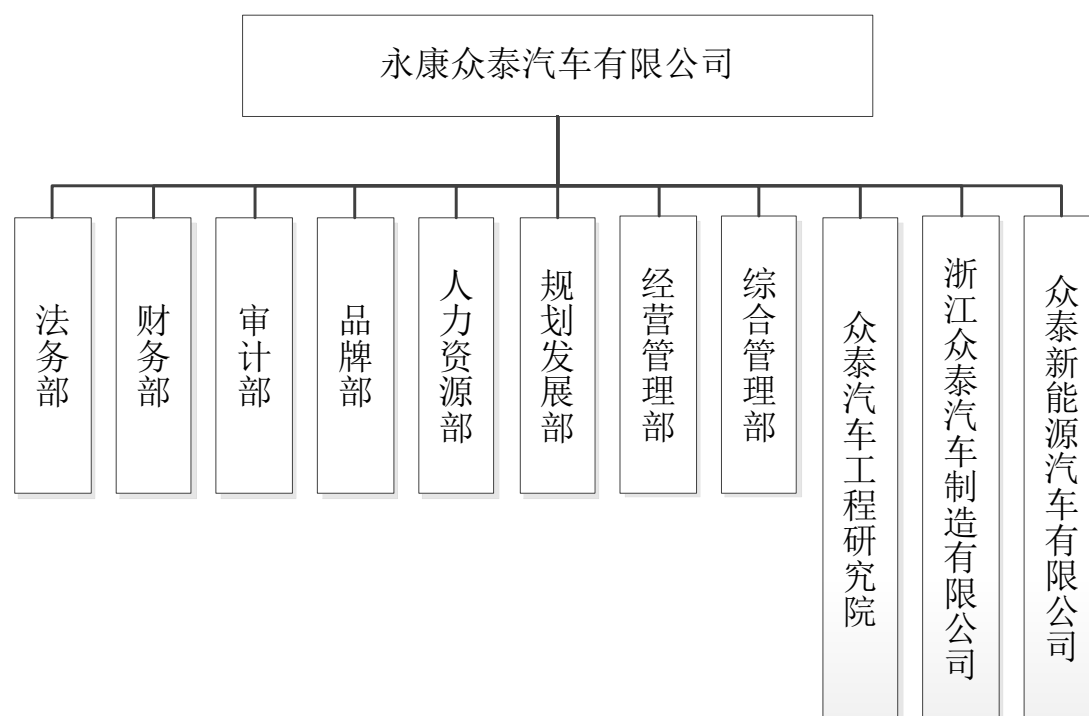 永康众泰汽车有限公司
法务部
财务部
审计部
品牌部
人力资源部
规划发展部
经营管理部
综合管理部
众泰汽车工程研究院
浙江众泰汽车制造有限公司
众泰新能源汽车有限公司